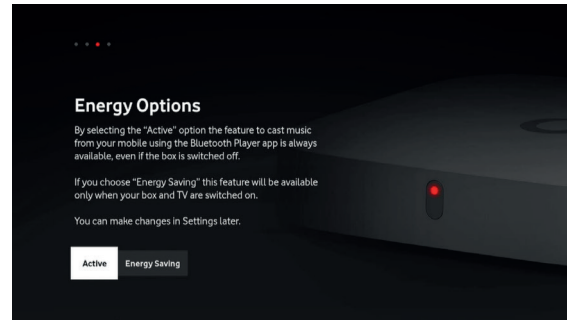 Energy Options
By selecting the “Active” option the feature to cast music
from your mobile using the Bluetooth Player app is always
available, even if the box is switched off.
If you choose “Energy Saving” this feature will be available
only when your box and TV are switched on.
You can make changes in Settings later.
Active
Energy Saving